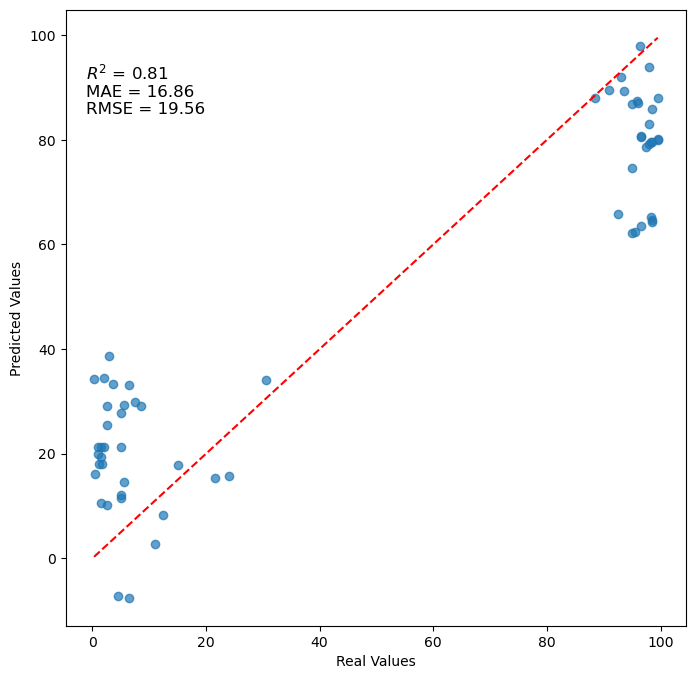 100
R² = 0.81
MAE = 16.86
RMSE = 19.56
80
60
Predicted Values
40
20
0
0 20 40 60 80 100
Real Values